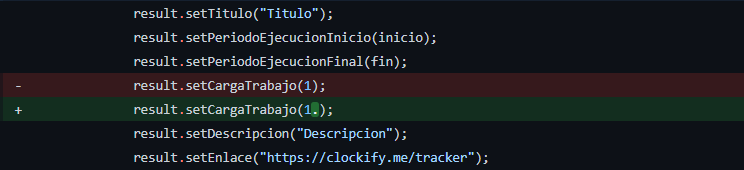 result.setTitulo("Titulo");
result.setPeriodoEjecucionInicio(inicio);
result.setPeriodoEjecucionFinal(fin);
- result.setCargaTrabajo(1);
+ result.setCargaTrabajo(1.);
result.setDescripcion("Descripcion");
result.setEnlace("https://clockify.me/tracker");